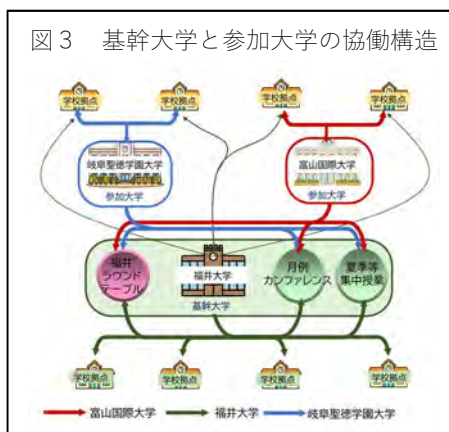 図３　基幹大学と参加大学の協働構造
学校拠点
学校拠点
学校拠点
学校拠点
岐阜聖徳学園大学
富山国際大学
参加大学
参加大学
福井
ラウンド
テーブル
福井大学
基幹大学
月例
カンファレンス
夏季等
集中授業
学校拠点
学校拠点
学校拠点
学校拠点
富山国際大学
福井大学
岐阜聖徳学園大学